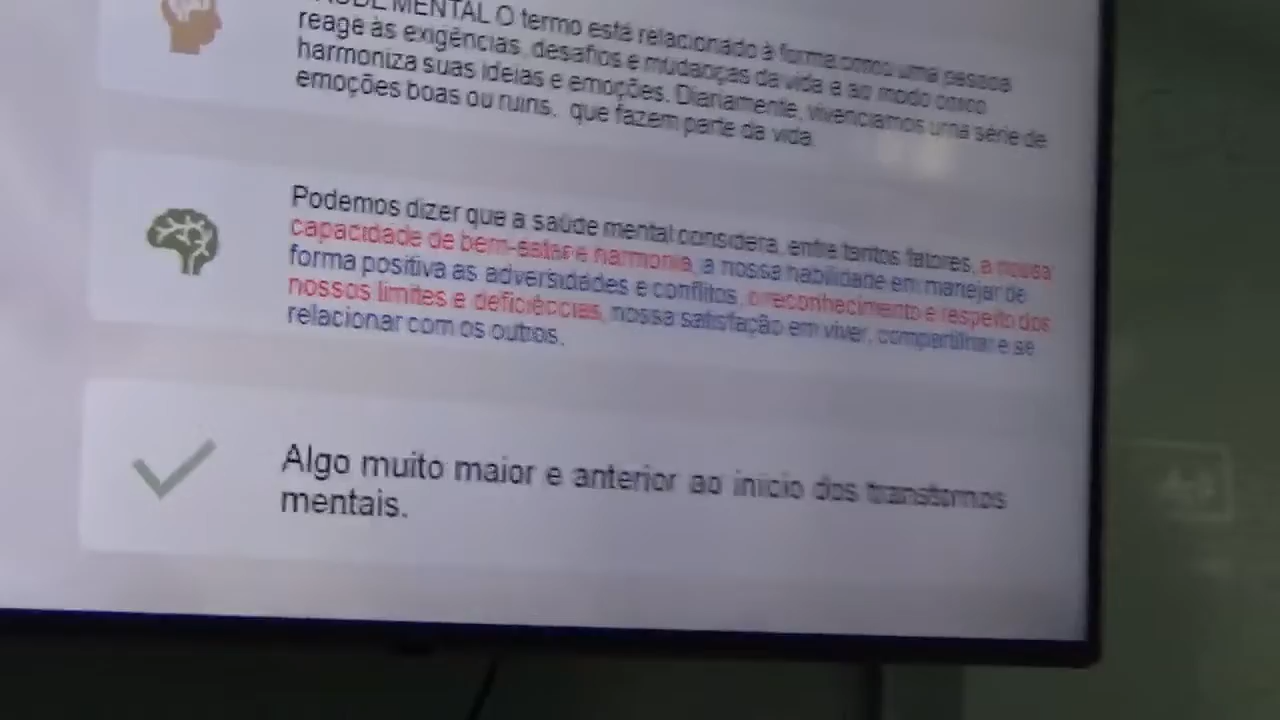 SAÚDE MENTAL O termo está relacionado à forma como uma pessoa
reage às exigências, desafios e mudanças da vida e ao modo como
harmoniza suas ideias e emoções. Diariamente, vivenciamos uma série de
emoções boas ou ruins, que fazem parte da vida.
Podemos dizer que a saúde mental considera, entre tantos fatores, a nossa
capacidade de bem-estar e harmonia, a nossa habilidade em manejar de
forma positiva as adversidades e conflitos, o reconhecimento e respeito dos
nossos limites e deficiências, nossa satisfação em viver, compartilhar e se
relacionar com os outros.
Algo muito maior e anterior ao início dos transtornos
mentais.